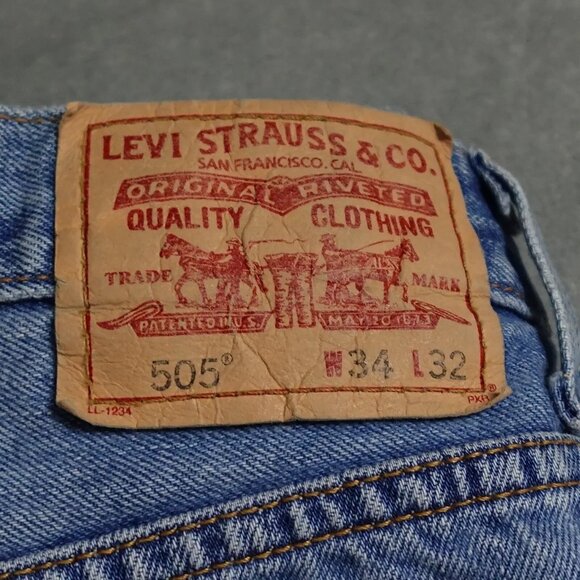 LEVI STRAUSS & CO.
SAN FRANCISCO, CAL
ORIGINAL RIVETED
QUALITY CLOTHING
TRADE MARK
PATENTED IN U.S. MAY 20 1873
505® W34 L32
LL-1234 ®